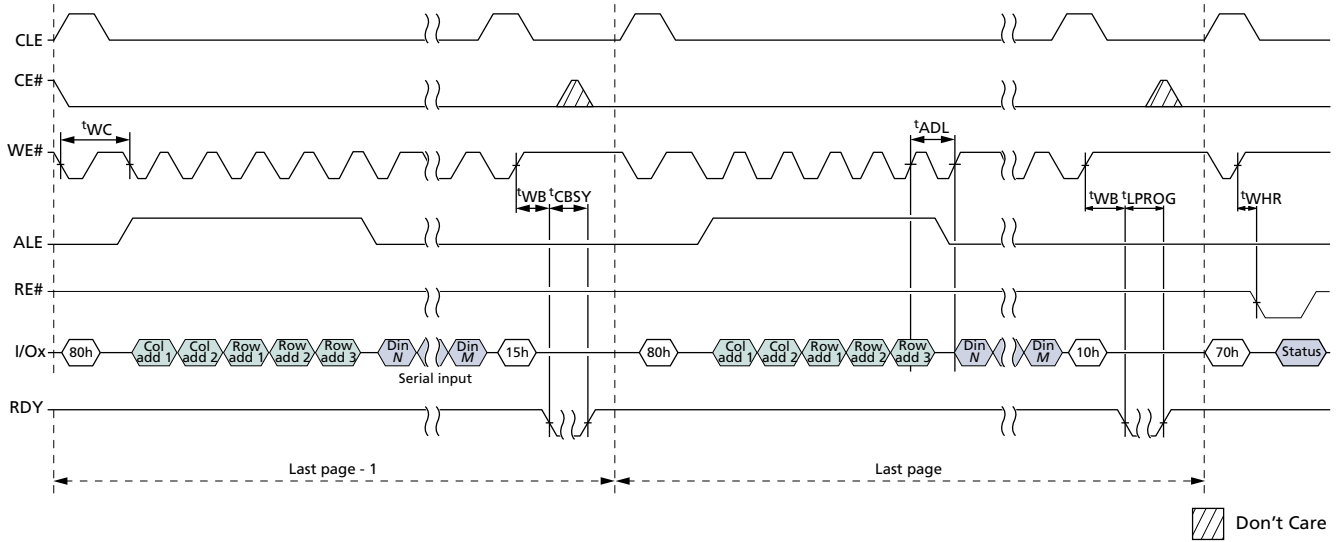 CLE
CE#
tWC
tADL
WE#
tWB tCBSY
tWB tLPROG
tWHR
ALE
RE#
I/Ox
80h
Col add 1
Col add 2
Row add 1
Row add 2
Row add 3
Din N
Din M
15h
80h
Col add 1
Col add 2
Row add 1
Row add 2
Row add 3
Din N
Din M
10h
70h
Status
Serial input
RDY
Last page - 1
Last page
Don't Care